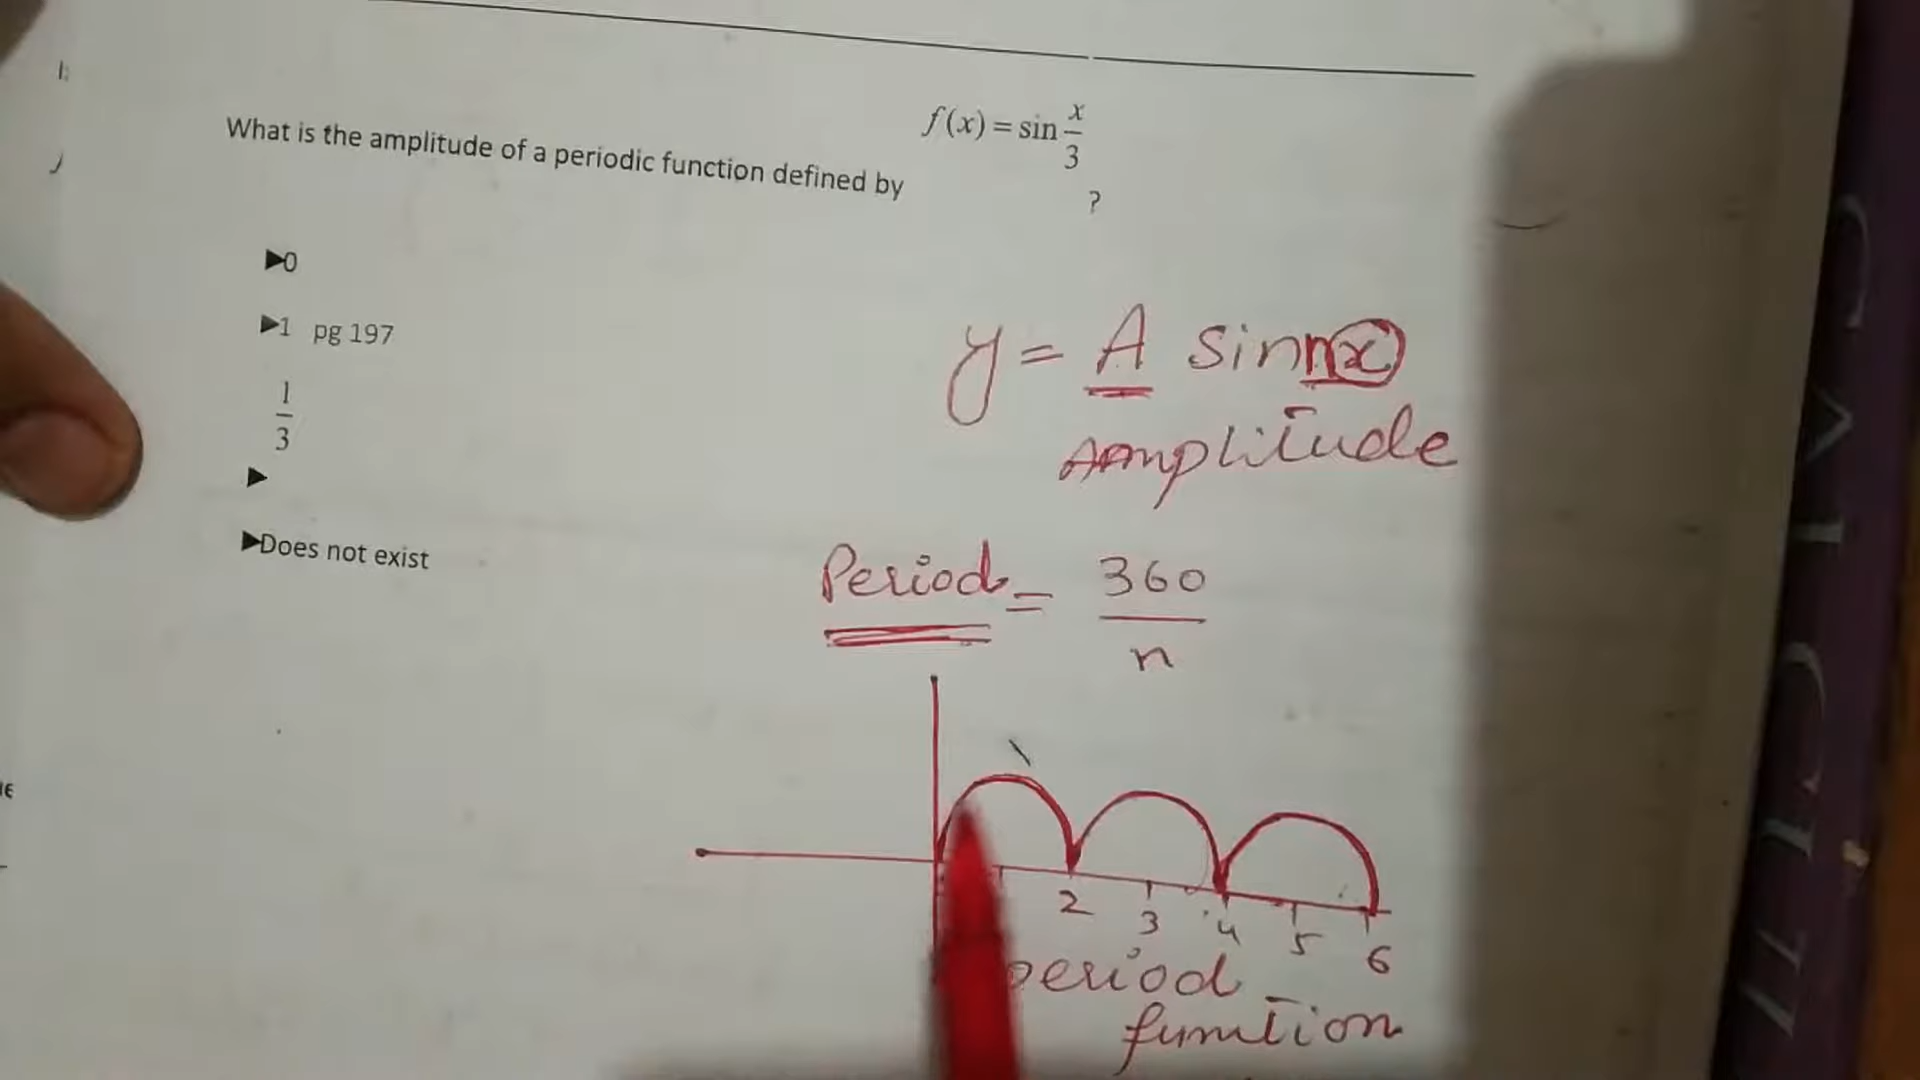 What is the amplitude of a periodic function defined by f(x) = sin x/3 ?
0
1 pg 197
1/3
Does not exist
y = A sin nx
Amplitude
Period = 360/n
2 3 4 5 6
period
function